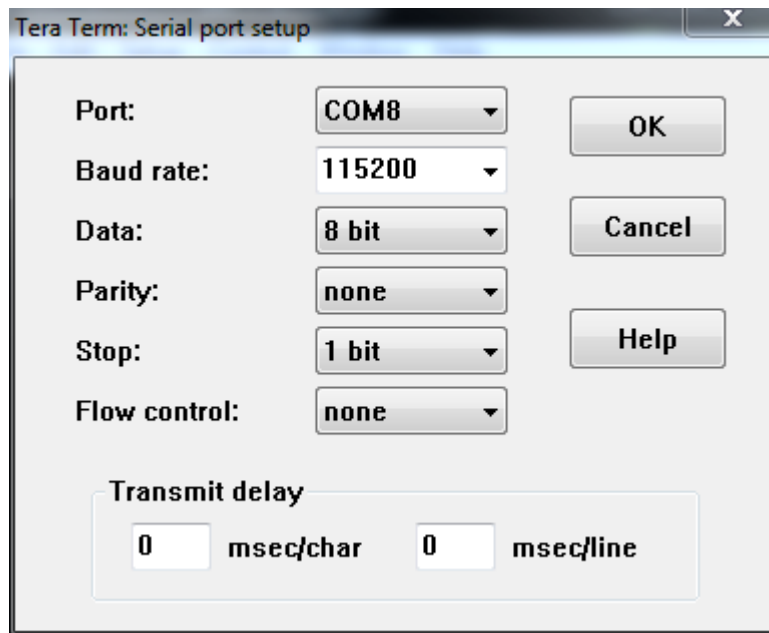 Tera Term: Serial port setup
Port: COM8
OK
Baud rate: 115200
Data: 8 bit
Cancel
Parity: none
Stop: 1 bit
Help
Flow control: none
Transmit delay
0 msec/char 0 msec/line